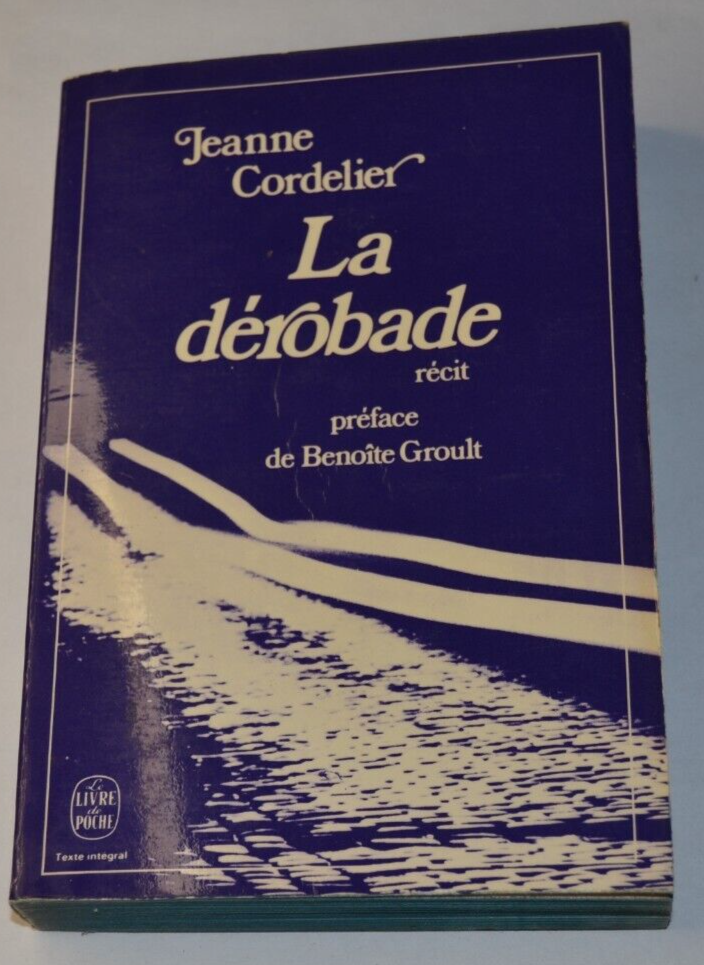 Jeanne
Cordelier
La
dérobade
récit
préface
de Benoîte Groult
Le
LIVRE
de
POCHE
Texte intégral